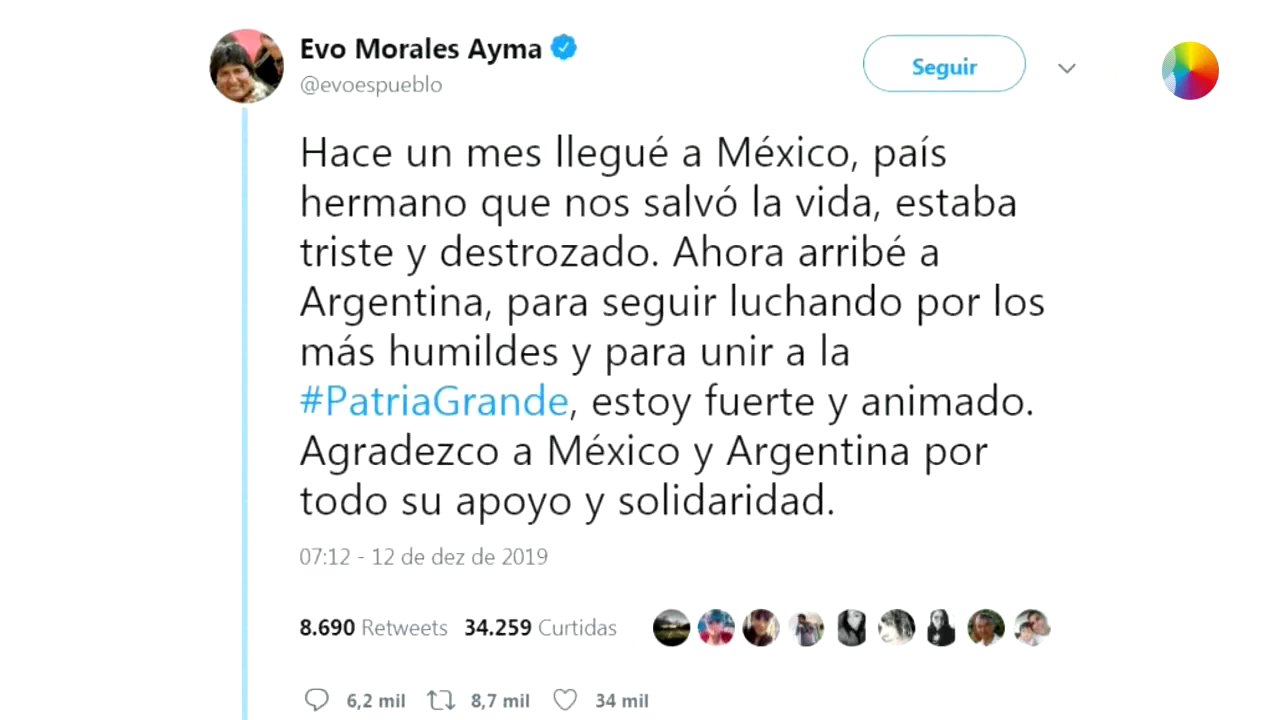 Evo Morales Ayma
@evoespueblo
Seguir
Hace un mes llegué a México, país
hermano que nos salvó la vida, estaba
triste y destrozado. Ahora arribé a
Argentina, para seguir luchando por los
más humildes y para unir a la
#PatriaGrande, estoy fuerte y animado.
Agradezco a México y Argentina por
todo su apoyo y solidaridad.
07:12 - 12 de dez de 2019
8.690 Retweets 34.259 Curtidas
6,2 mil 8,7 mil 34 mil